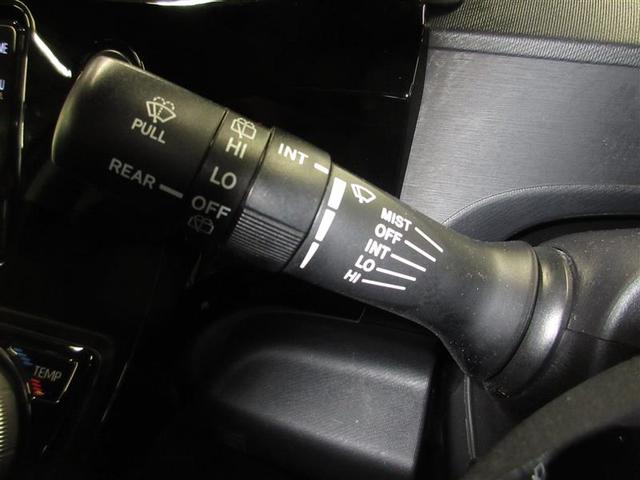 PULL
REAR
HI
LO
OFF
INT
MIST
OFF
INT
LO
HI
TEMP